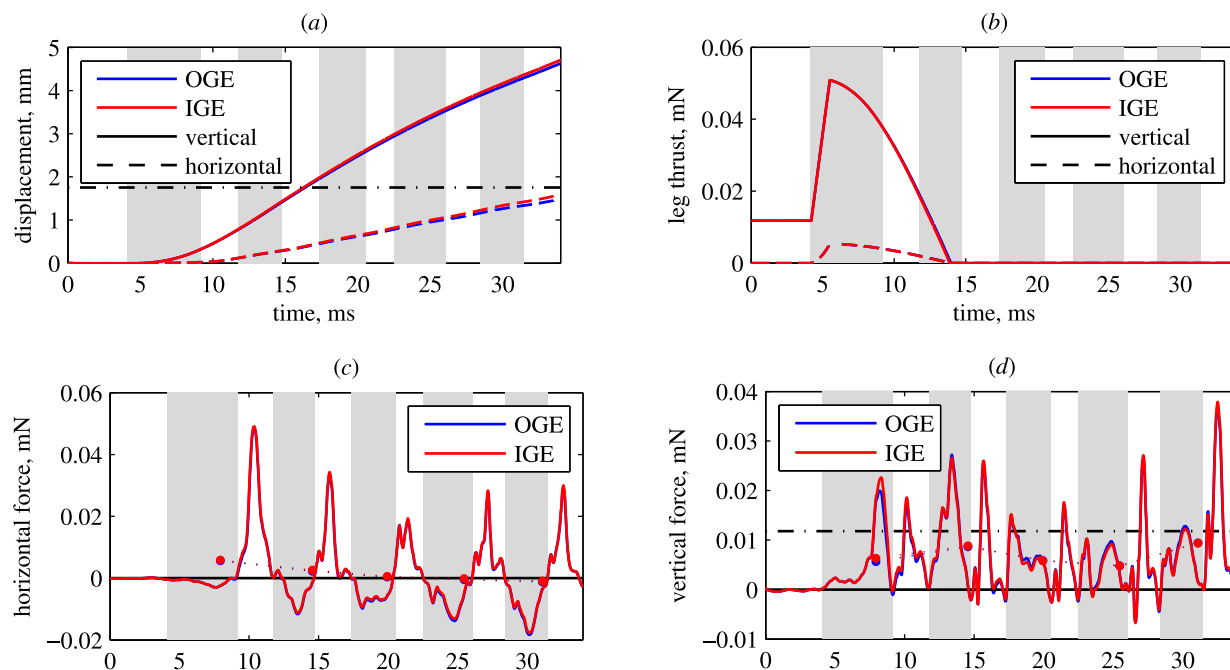 (a)
5
4
3
2
1
0
displacement, mm
OGE
IGE
vertical
horizontal
0 5 10 15 20 25 30
time, ms
(b)
0.06
0.04
0.02
0
leg thrust, mN
OGE
IGE
vertical
horizontal
0 5 10 15 20 25 30
time, ms
(c)
0.06
0.04
0.02
0
−0.02
horizontal force, mN
OGE
IGE
0 5 10 15 20 25 30
(d)
0.04
0.03
0.02
0.01
0
−0.01
vertical force, mN
OGE
IGE
0 5 10 15 20 25 30